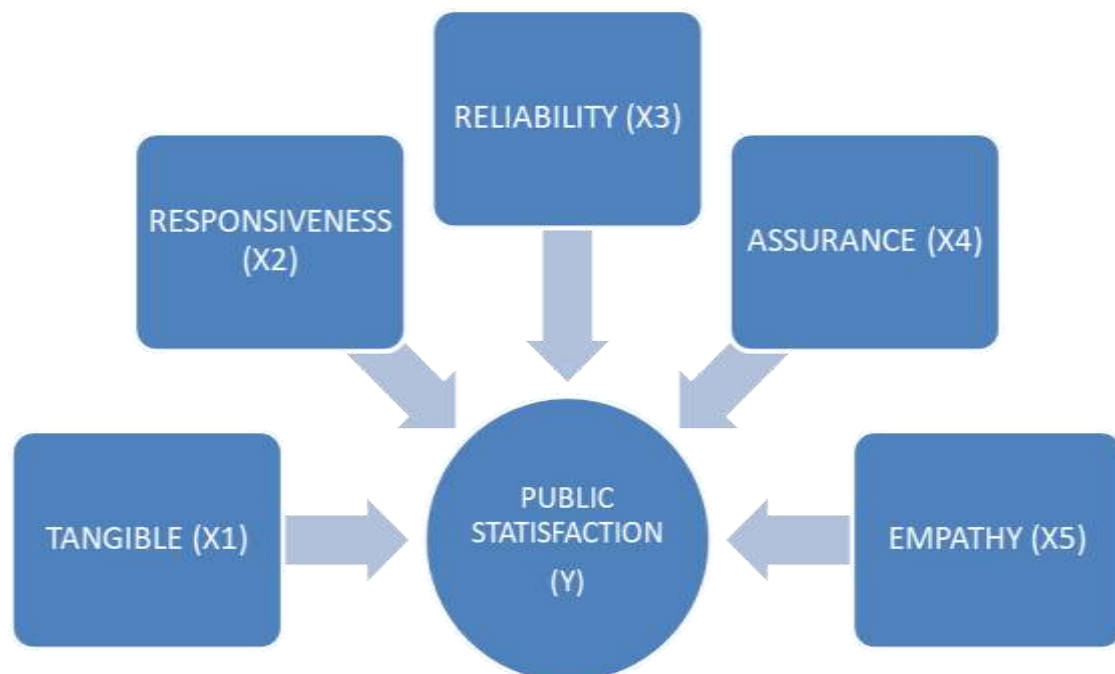 RELIABILITY (X3)
RESPONSIVENESS
(X2)
ASSURANCE (X4)
TANGIBLE (X1)
PUBLIC
STATISFACTION
(Y)
EMPATHY (X5)